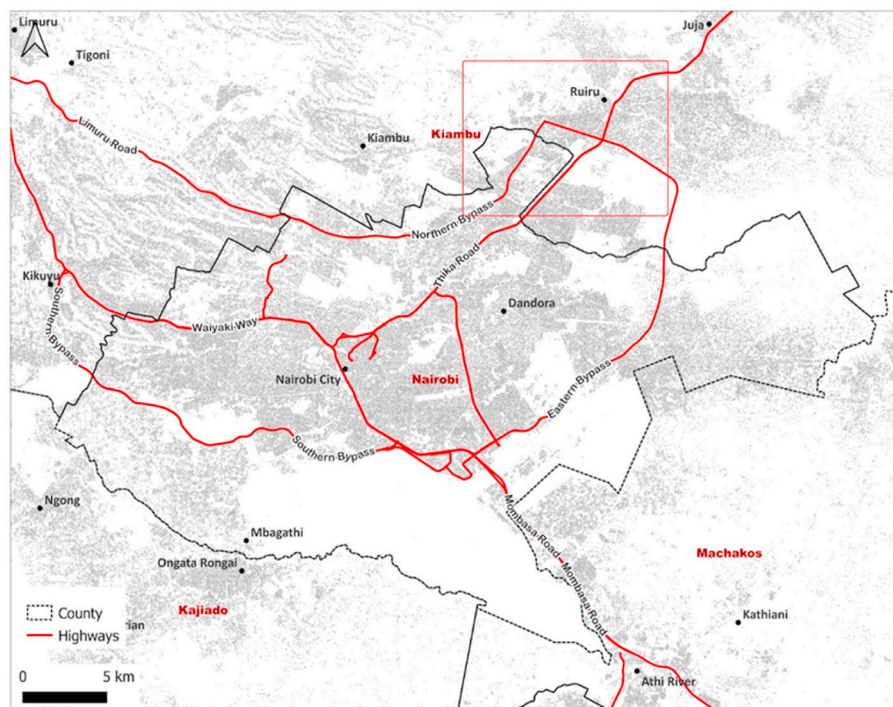 Limuru
Juja
Tigoni
Ruiru
Kiambu
Kiambu
Limuru Road
Northern Bypass
Thika Road
Kikuyu
Southern Bypass
Waiyaki Way
Dandora
Nairobi City
Nairobi
Eastern Bypass
Southern Bypass
Ngong
Mbagathi
Mombasa Road
Mombasa Road
Machakos
Ongata Rongai
Kajiado
County
Highways
rian
Kathiani
0 5 km
Athi River